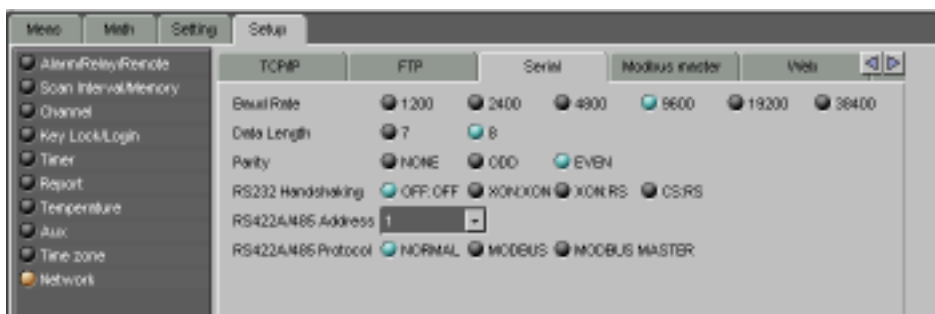 Meas Math Setting Setup
Alarm/Relay/Remote
Scan Interval/Memory
Channel
Key Lock/Login
Timer
Report
Temperature
Aux
Time zone
Network
TCP/IP FTP Serial Modbus master Web
Baud Rate 1200 2400 4800 9600 19200 38400
Data Length 7 8
Parity NONE ODD EVEN
RS232 Handshaking OFF:OFF XON:XON XON:RS CS:RS
RS422A/485 Address 1
RS422A/485 Protocol NORMAL MODBUS MODBUS MASTER